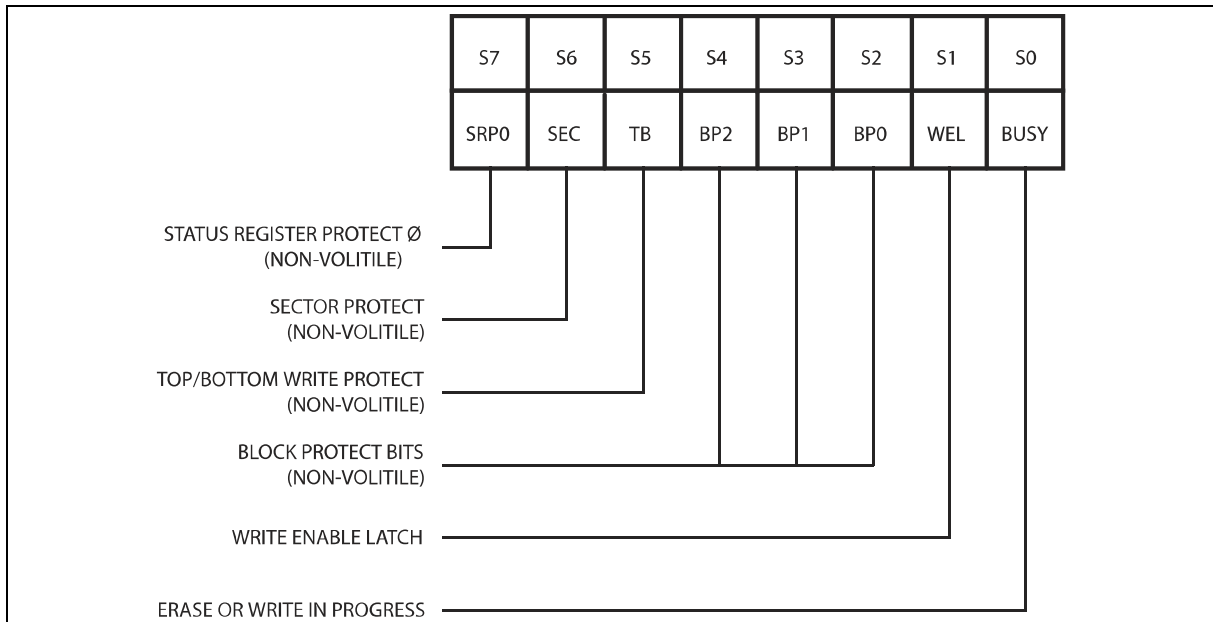 S7 S6 S5 S4 S3 S2 S1 S0
SRP0 SEC TB BP2 BP1 BP0 WEL BUSY
STATUS REGISTER PROTECT Ø
(NON-VOLITILE)
SECTOR PROTECT
(NON-VOLITILE)
TOP/BOTTOM WRITE PROTECT
(NON-VOLITILE)
BLOCK PROTECT BITS
(NON-VOLITILE)
WRITE ENABLE LATCH
ERASE OR WRITE IN PROGRESS